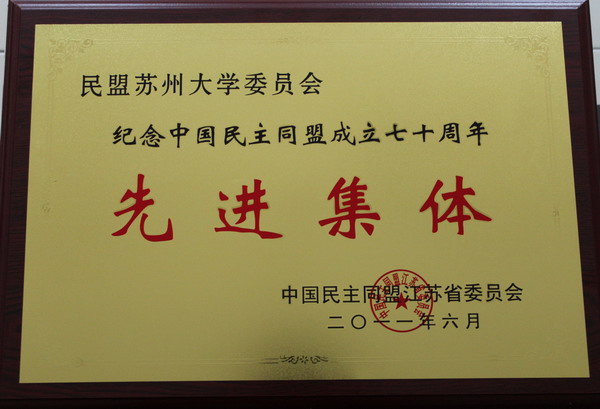 民盟苏州大学委员会
纪念中国民主同盟成立七十周年
先进集体
中国民主同盟江苏省委员会
二〇一一年六月